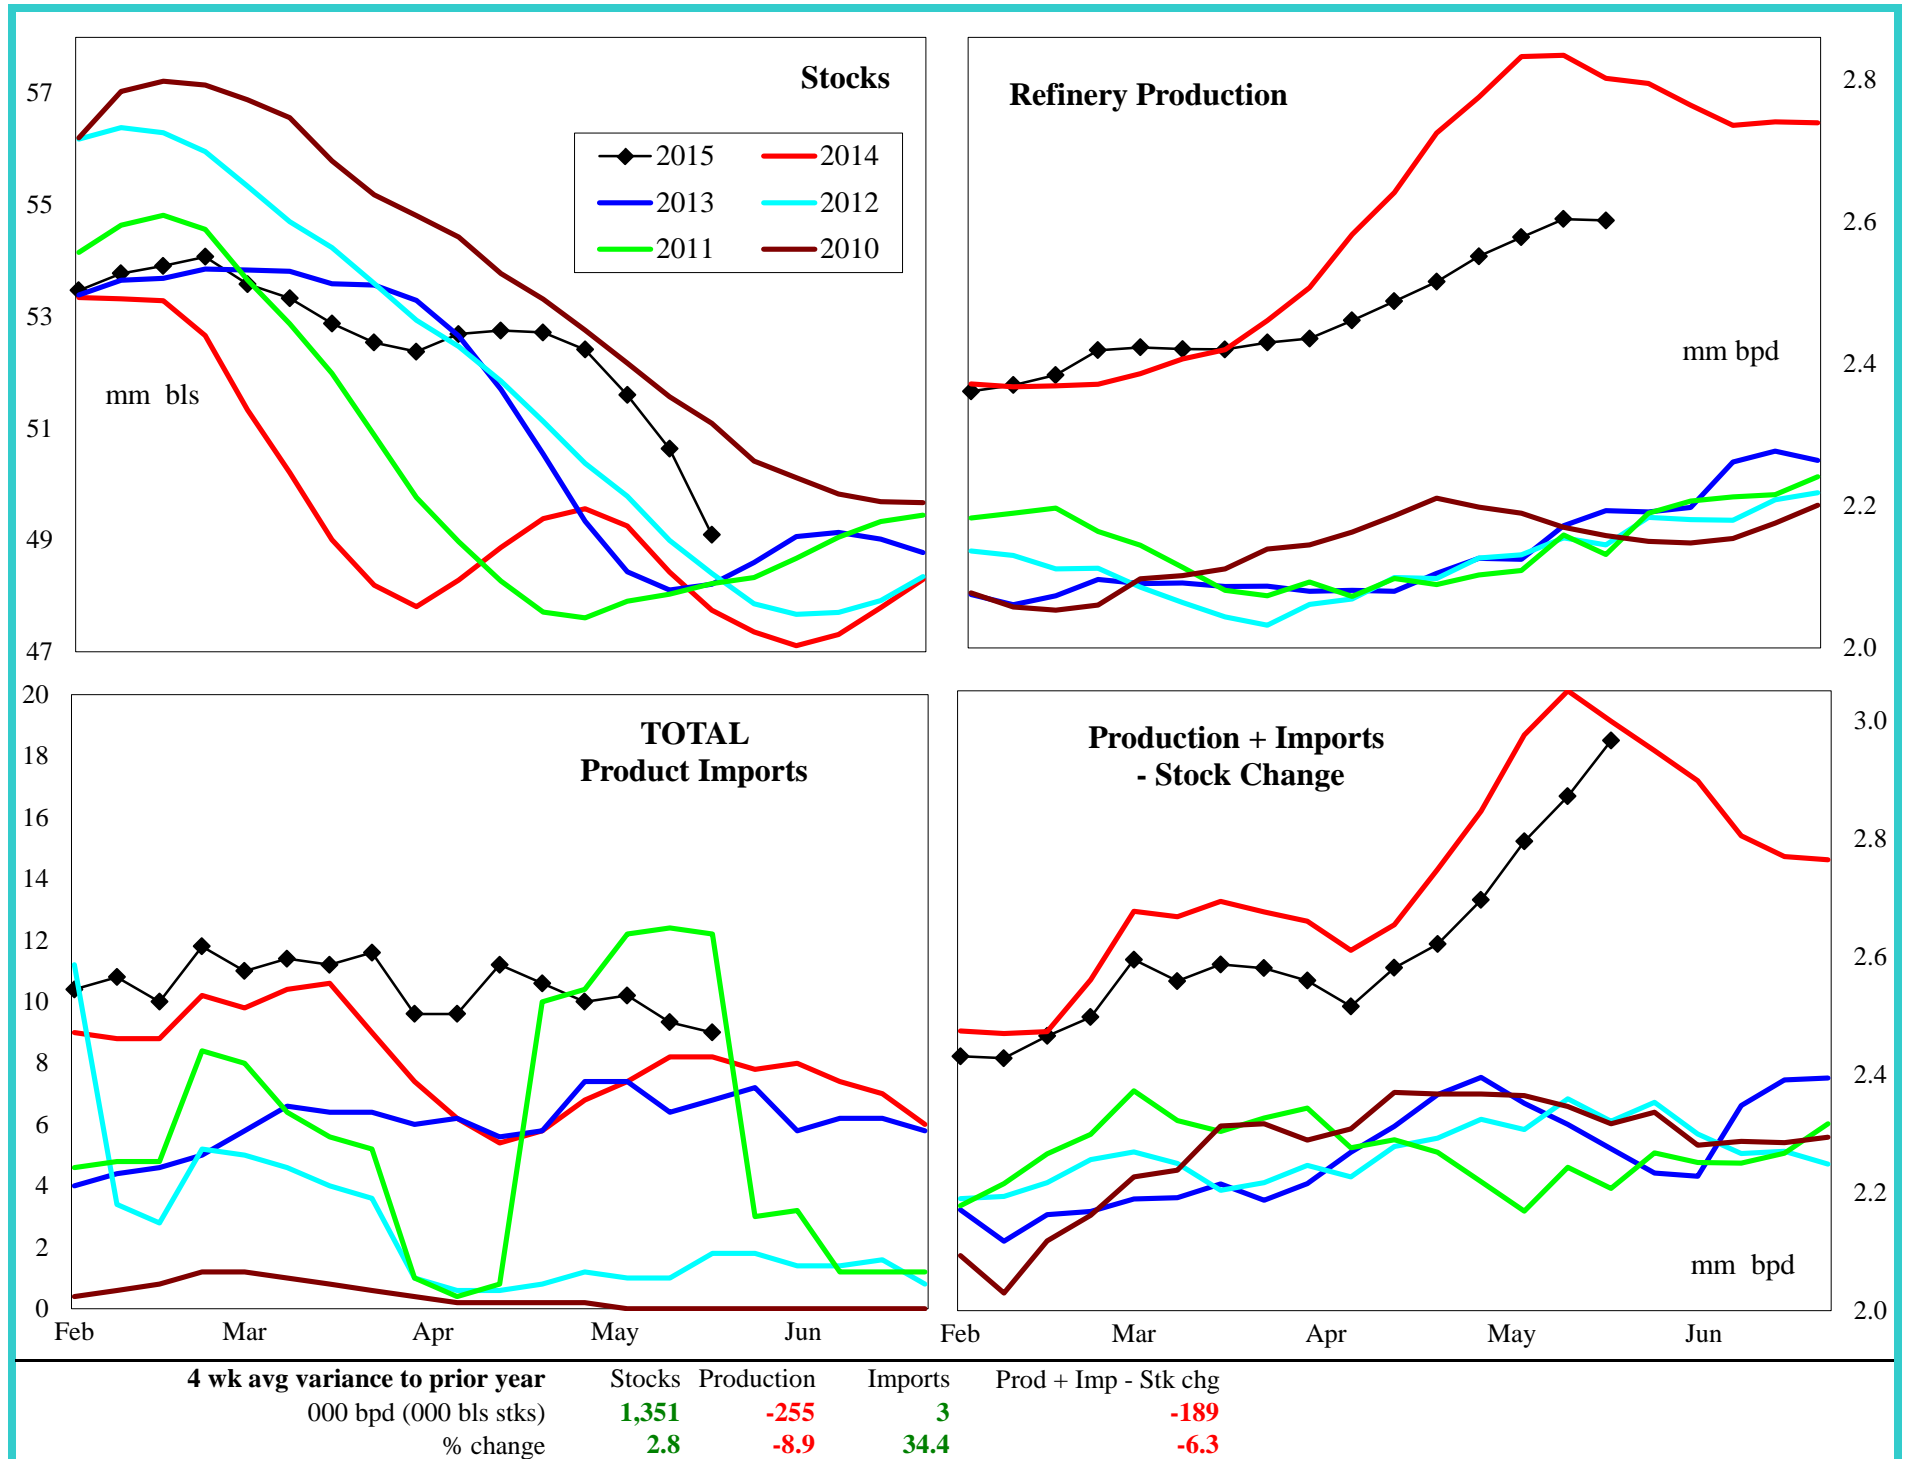 Stocks
57
55
53
51
49
47
mm bls
2015 2014
2013 2012
2011 2010
Refinery Production
2.8
2.6
2.4
2.2
2.0
mm bpd
TOTAL
Product Imports
20
18
16
14
12
10
8
6
4
2
0
Feb Mar Apr May Jun
Production + Imports
- Stock Change
3.0
2.8
2.6
2.4
2.2
2.0
mm bpd
Feb Mar Apr May Jun
4 wk avg variance to prior year Stocks Production Imports Prod + Imp - Stk chg
000 bpd (000 bls stks) 1,351 -255 3 -189
% change 2.8 -8.9 34.4 -6.3